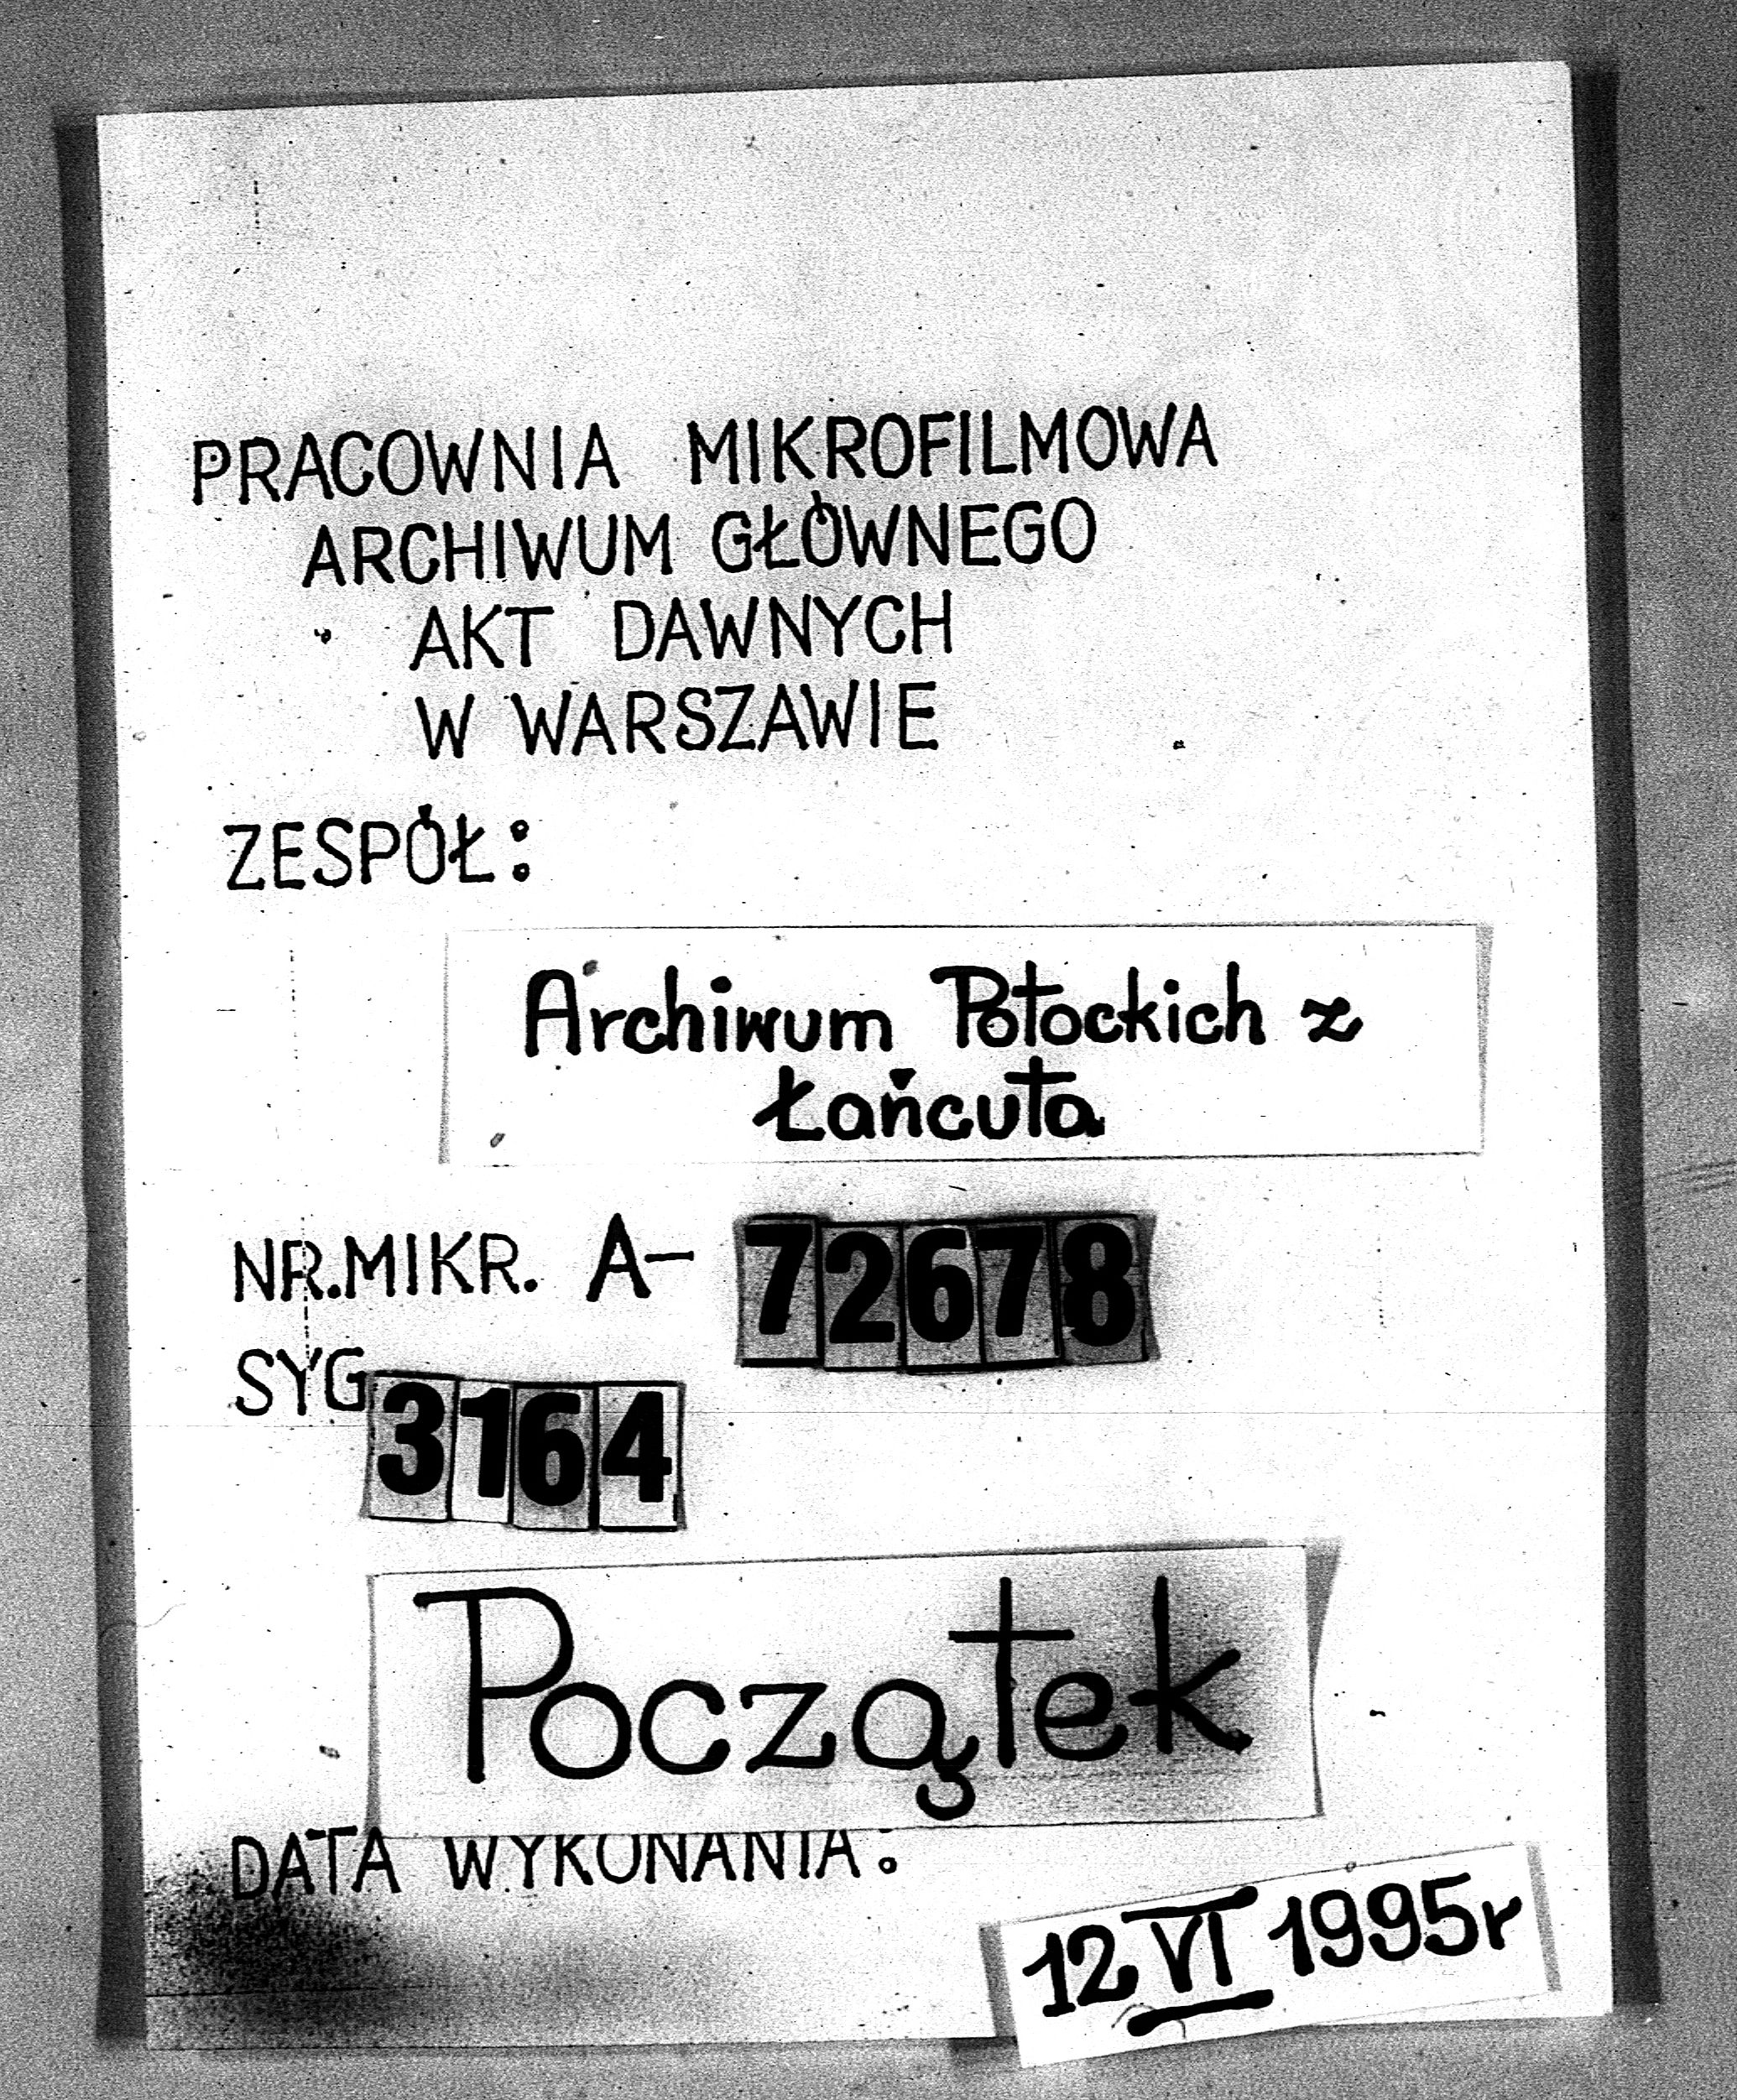 PRACOWNIA MIKROFILMOWA
ARCHIWUM GŁÓWNEGO
AKT DAWNYCH
W WARSZAWIE
ZESPÓŁ:
Archiwum Potockich z
Łańcuta
NR.MIKR. A- 72678
SYG 3164
Początek
DATA WYKONANIA:
12 VI 1995r